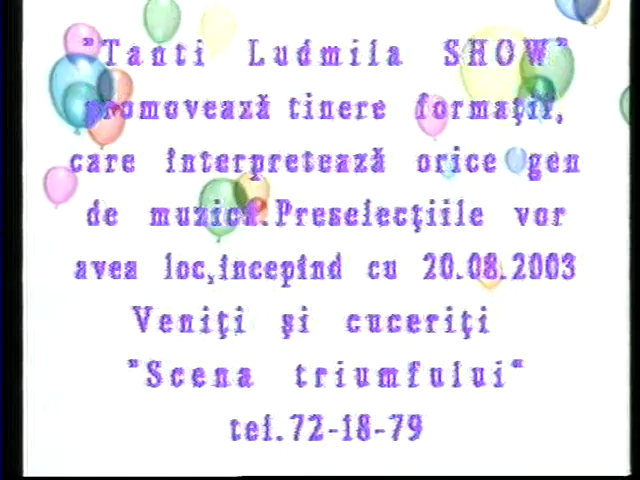 "Tanti Ludmila SHOW"
promovează tinere formaţii,
care interpretează orice gen
de muzică.Preselecţiile vor
avea loc,incepînd cu 20.08.2003
Veniţi şi cuceriţi
"Scena triumfului"
tel.72-18-79